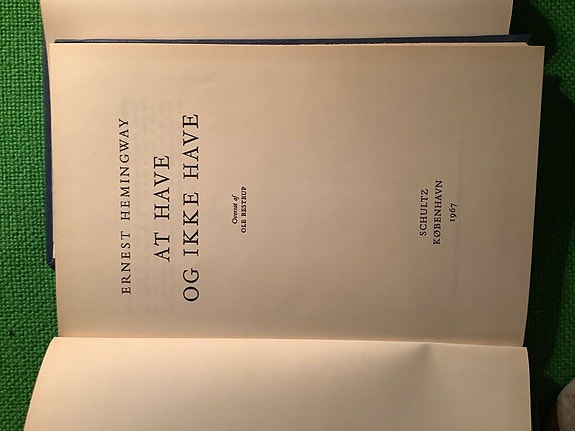 ERNEST HEMINGWAY
AT HAVE
OG IKKE HAVE
Oversat af
OLE RESTRUP
SCHULTZ
KØBENHAVN
1967